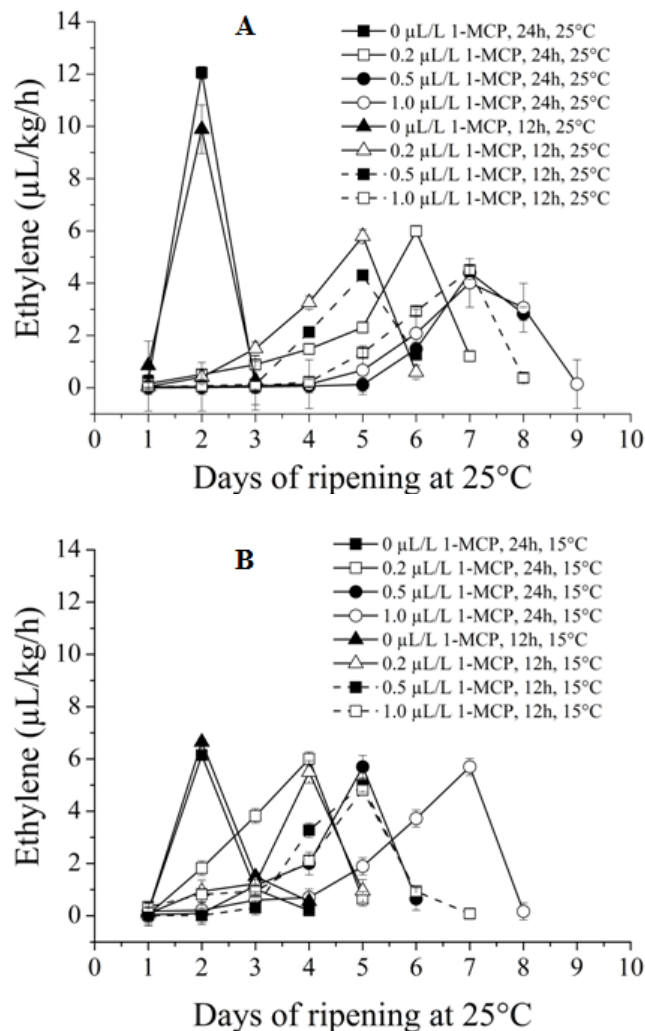 A
0 μL/L 1-MCP, 24h, 25°C
0.2 μL/L 1-MCP, 24h, 25°C
0.5 μL/L 1-MCP, 24h, 25°C
1.0 μL/L 1-MCP, 24h, 25°C
0 μL/L 1-MCP, 12h, 25°C
0.2 μL/L 1-MCP, 12h, 25°C
0.5 μL/L 1-MCP, 12h, 25°C
1.0 μL/L 1-MCP, 12h, 25°C
Ethylene (μL/kg/h)
14
12
10
8
6
4
2
0
0 1 2 3 4 5 6 7 8 9 10
Days of ripening at 25°C
B
0 μL/L 1-MCP, 24h, 15°C
0.2 μL/L 1-MCP, 24h, 15°C
0.5 μL/L 1-MCP, 24h, 15°C
1.0 μL/L 1-MCP, 24h, 15°C
0 μL/L 1-MCP, 12h, 15°C
0.2 μL/L 1-MCP, 12h, 15°C
0.5 μL/L 1-MCP, 12h, 15°C
1.0 μL/L 1-MCP, 12h, 15°C
Ethylene (μL/kg/h)
14
12
10
8
6
4
2
0
0 1 2 3 4 5 6 7 8 9 10
Days of ripening at 25°C